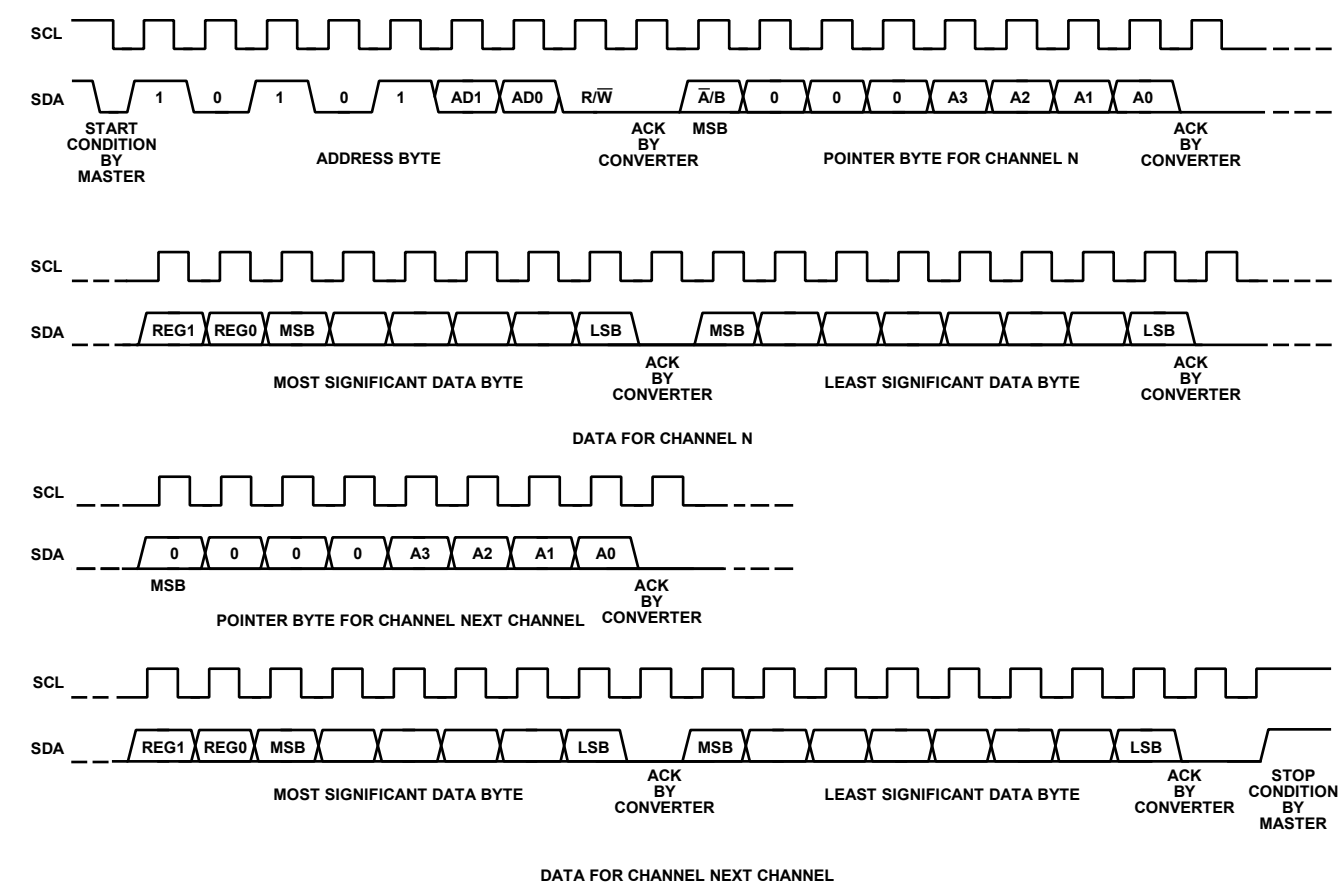 SCL
SDA 1 0 1 0 1 AD1 AD0 R/W̅ A̅/B 0 0 0 A3 A2 A1 A0
START CONDITION BY MASTER
ADDRESS BYTE
ACK BY CONVERTER
MSB
POINTER BYTE FOR CHANNEL N
ACK BY CONVERTER
SCL
SDA REG1 REG0 MSB LSB MSB LSB
MOST SIGNIFICANT DATA BYTE
ACK BY CONVERTER
LEAST SIGNIFICANT DATA BYTE
ACK BY CONVERTER
DATA FOR CHANNEL N
SCL
SDA 0 0 0 0 A3 A2 A1 A0
MSB
POINTER BYTE FOR CHANNEL NEXT CHANNEL
ACK BY CONVERTER
SCL
SDA REG1 REG0 MSB LSB MSB LSB
MOST SIGNIFICANT DATA BYTE
ACK BY CONVERTER
LEAST SIGNIFICANT DATA BYTE
ACK BY CONVERTER
STOP CONDITION BY MASTER
DATA FOR CHANNEL NEXT CHANNEL